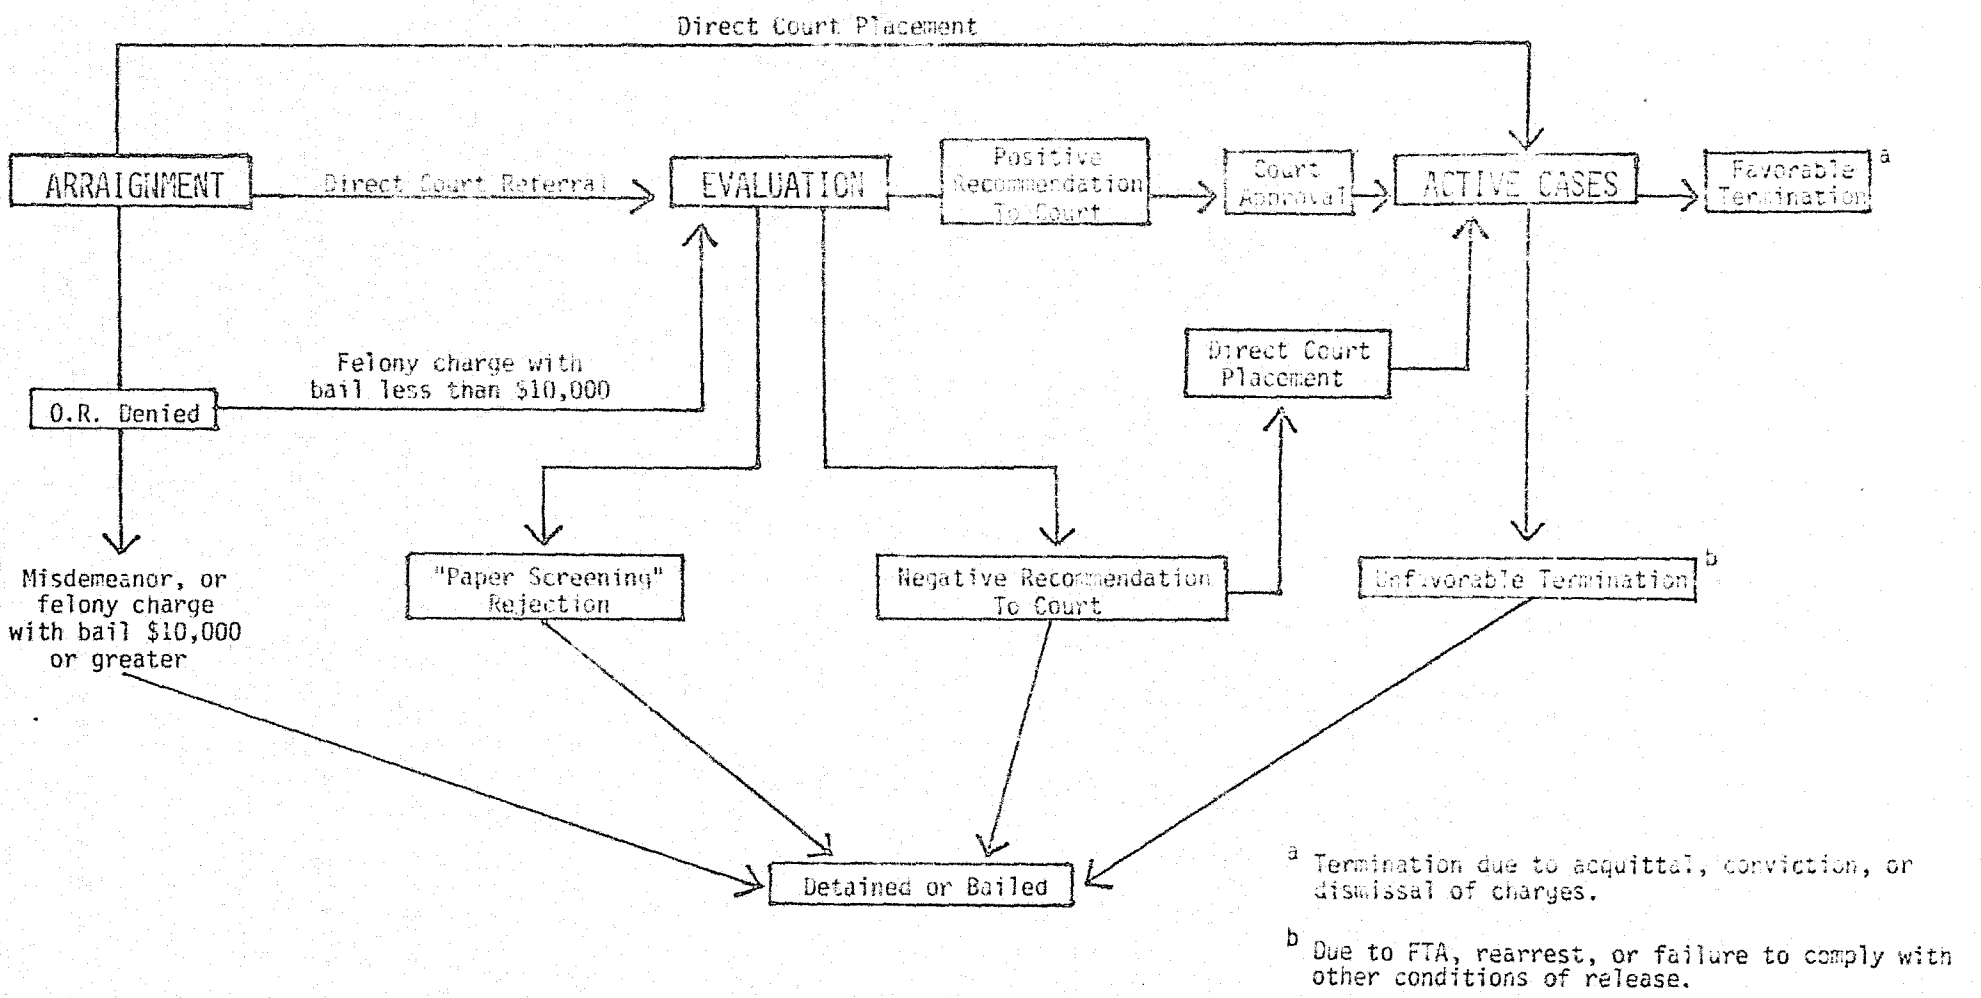 Direct Court Placement
ARRAIGNMENT
Direct Court Referral
EVALUATION
Positive
Recommendation
To Court
Court
Approval
ACTIVE CASES
Favorable
Termination
a
Felony charge with
bail less than $10,000
O.R. Denied
Direct Court
Placement
Misdemeanor, or
felony charge
with bail $10,000
or greater
"Paper Screening"
Rejection
Negative Recommendation
To Court
Unfavorable Termination
b
Detained or Bailed
a Termination due to acquittal, conviction, or
dismissal of charges.
b Due to FTA, rearrest, or failure to comply with
other conditions of release.